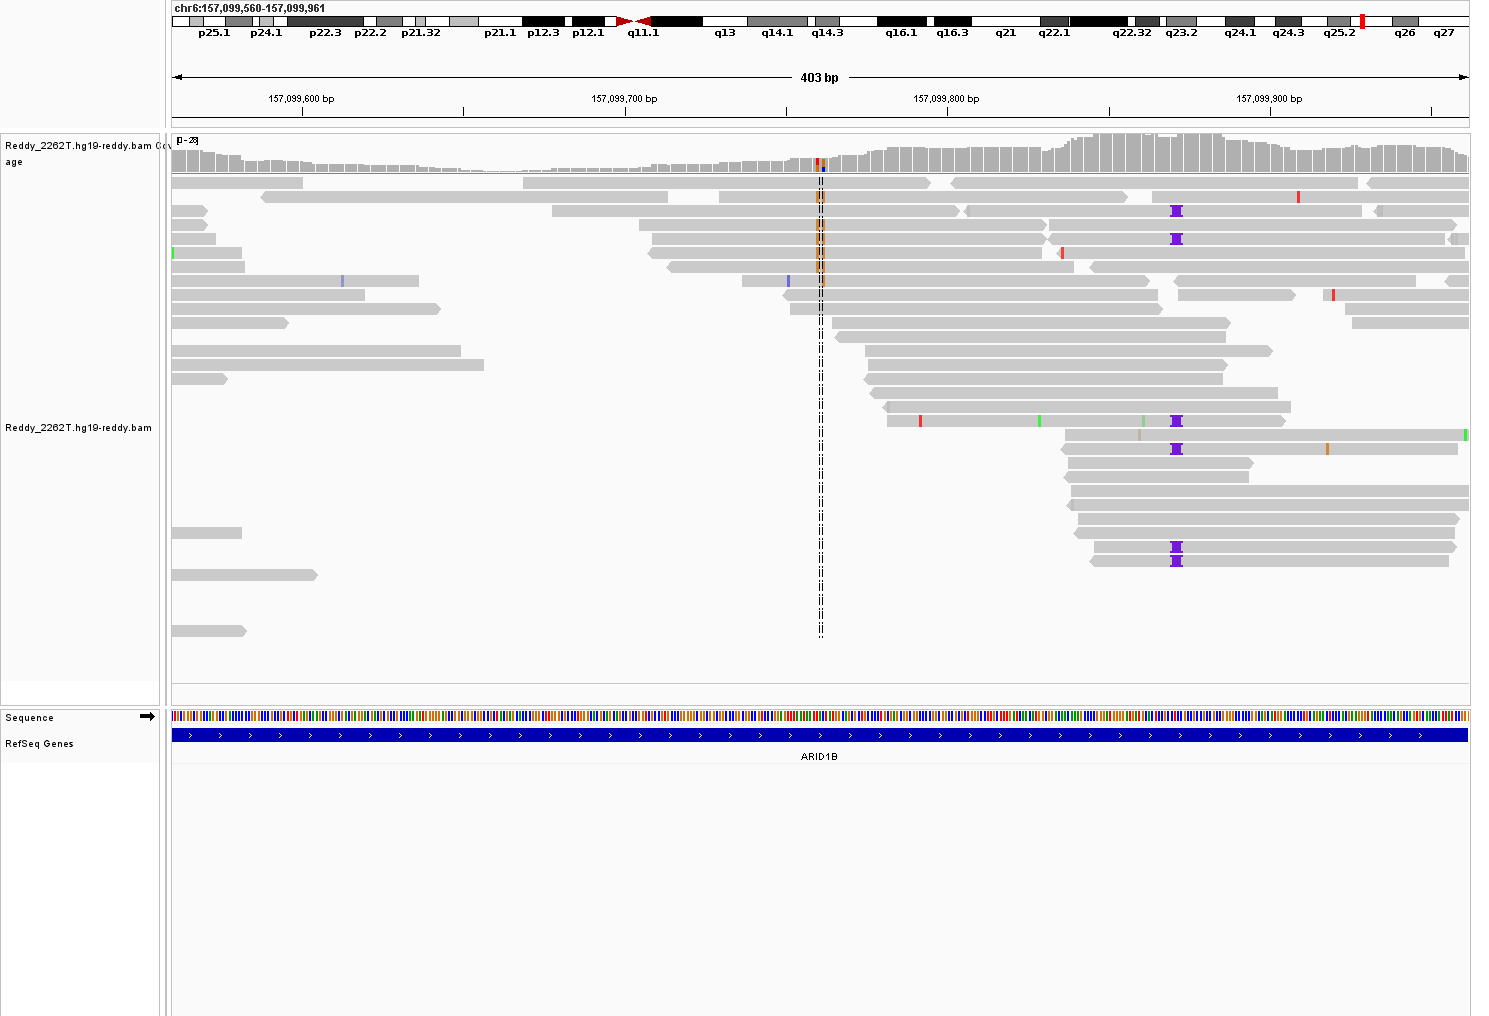 chr6:157,099,560-157,099,961
p25.1 p24.1 p22.3 p22.2 p21.32 p21.1 p12.3 p12.1 q11.1 q13 q14.1 q14.3 q16.1 q16.3 q21 q22.1 q22.32 q23.2 q24.1 q24.3 q25.2 q26 q27
403 bp
157,099,600 bp 157,099,700 bp 157,099,800 bp 157,099,900 bp
[0-28]
Reddy_2262T.hg19-reddy.bam Cov
age
Reddy_2262T.hg19-reddy.bam
Sequence
RefSeq Genes
ARID1B